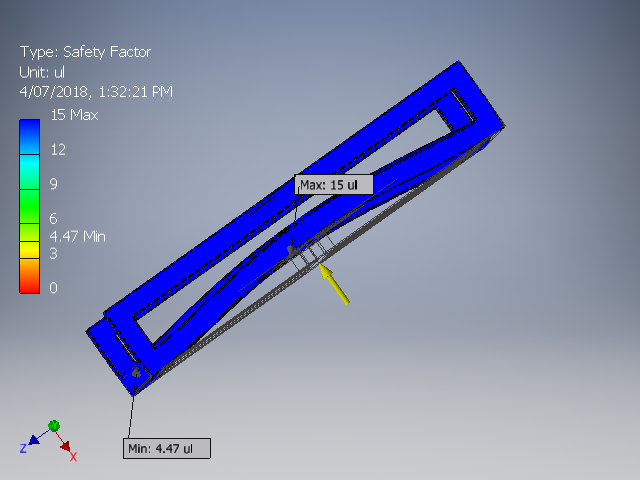 Type: Safety Factor
Unit: ul
4/07/2018, 1:32:21 PM
15 Max
12
9
6
4.47 Min
3
0
Max: 15 ul
Min: 4.47 ul
Z
X